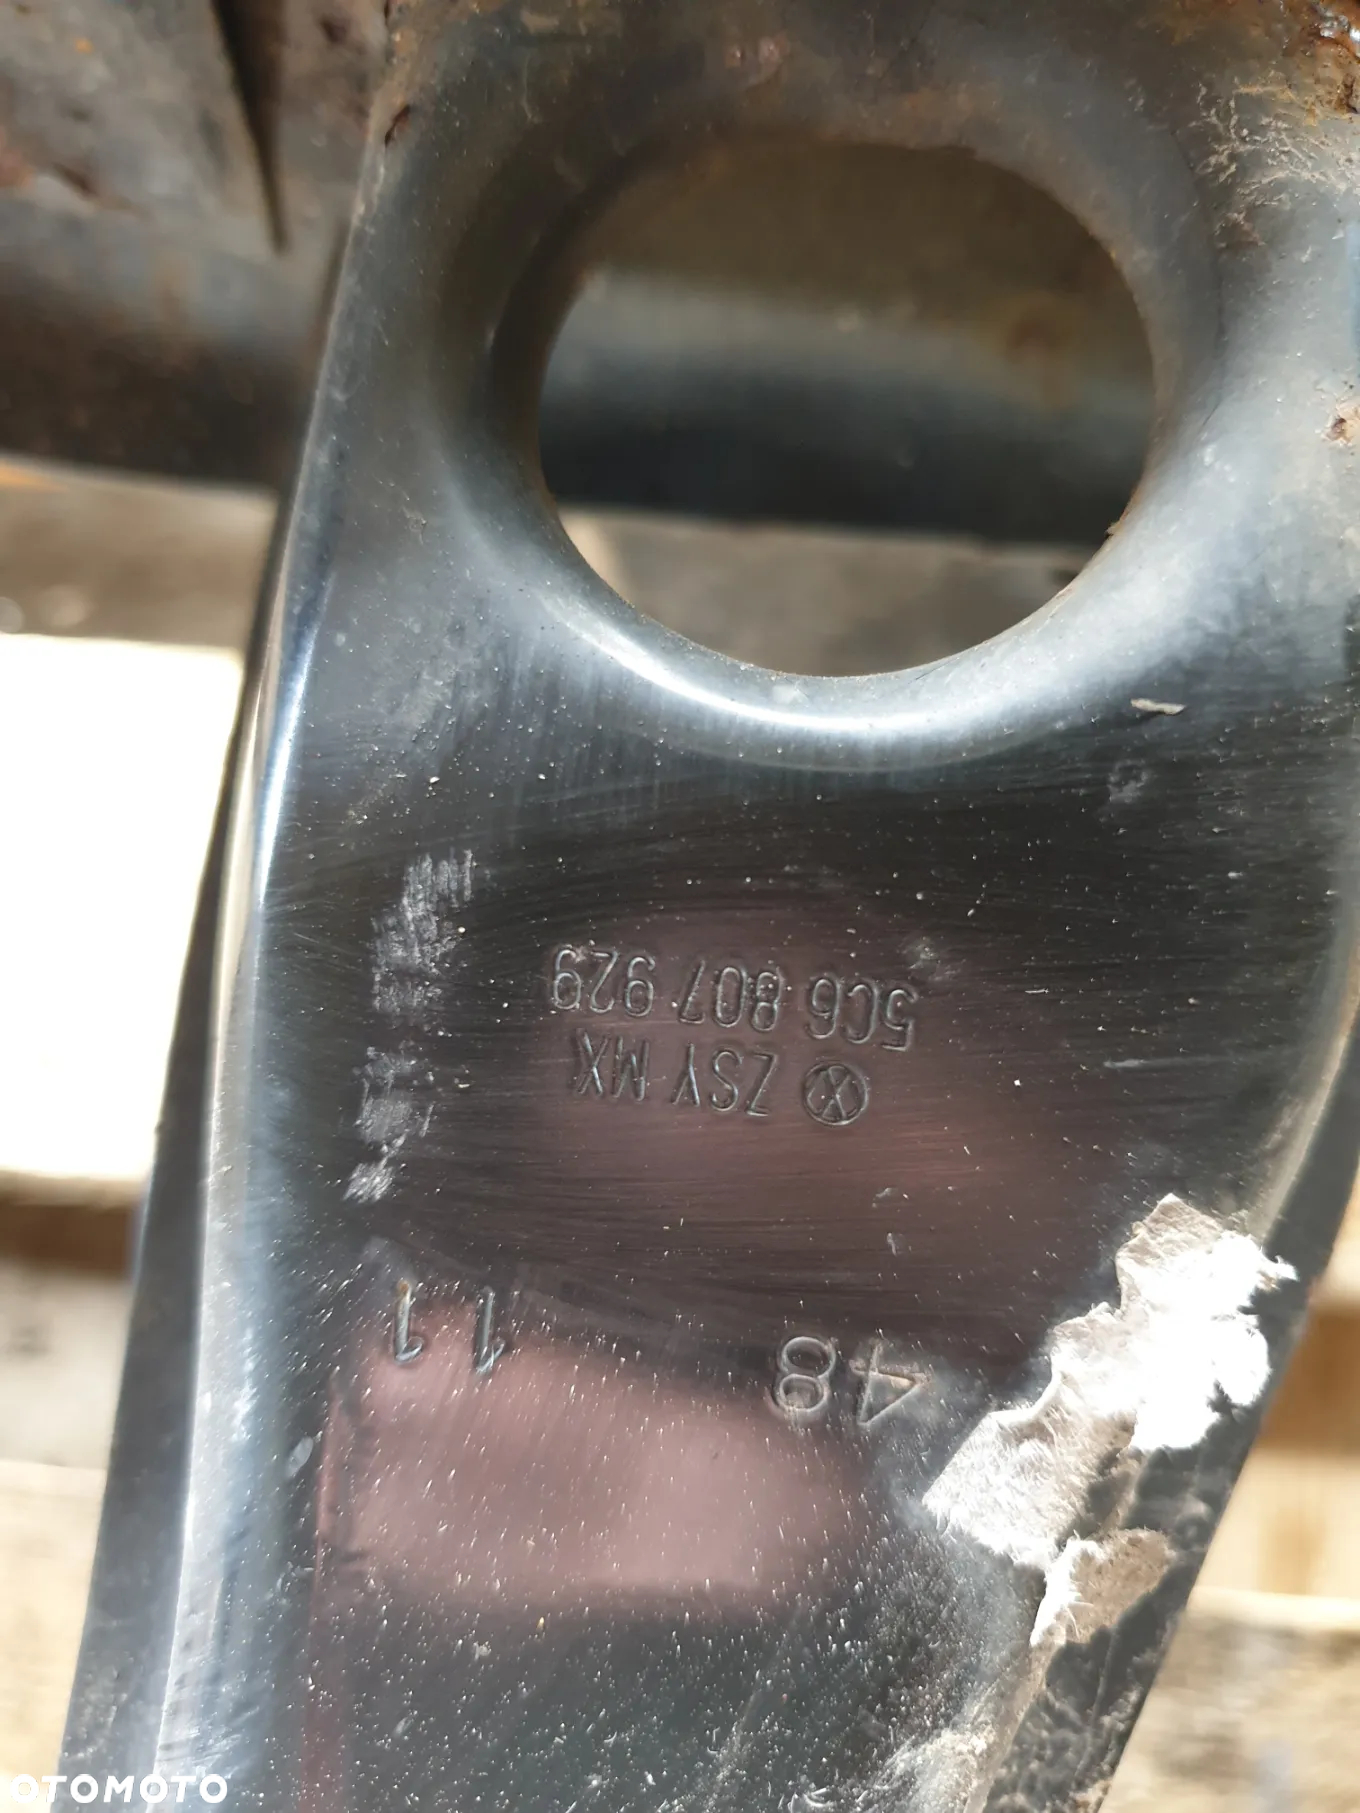 48 11
ZSY MX
5C6 807 929
OTOMOTO